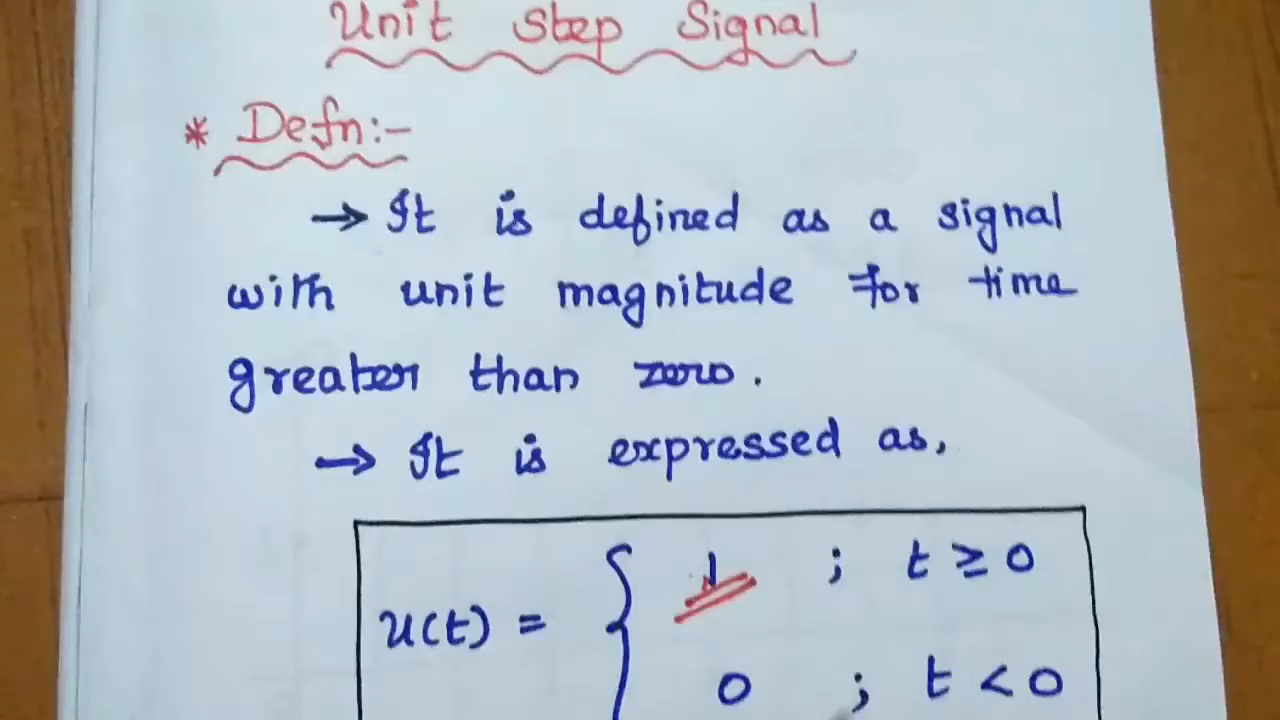 Unit Step Signal
* Defn:-
→ It is defined as a signal
with unit magnitude for time
greater than zero.
→ It is expressed as,
u(t) = { 1 ; t ≥ 0
0 ; t < 0